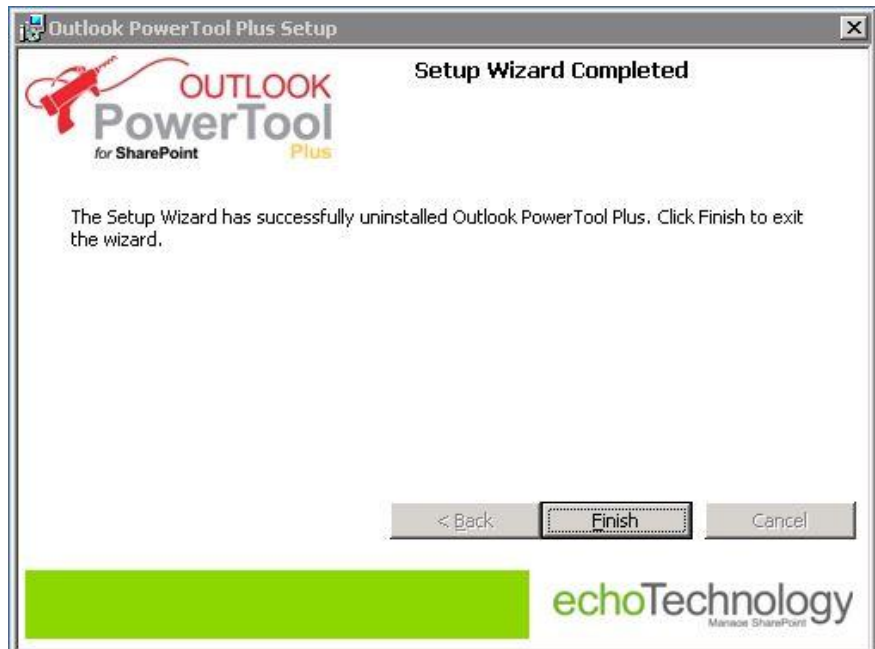 Outlook PowerTool Plus Setup
OUTLOOK
PowerTool
for SharePoint Plus
Setup Wizard Completed
The Setup Wizard has successfully uninstalled Outlook PowerTool Plus. Click Finish to exit
the wizard.
< Back Finish Cancel
echoTechnology
Manage SharePoint